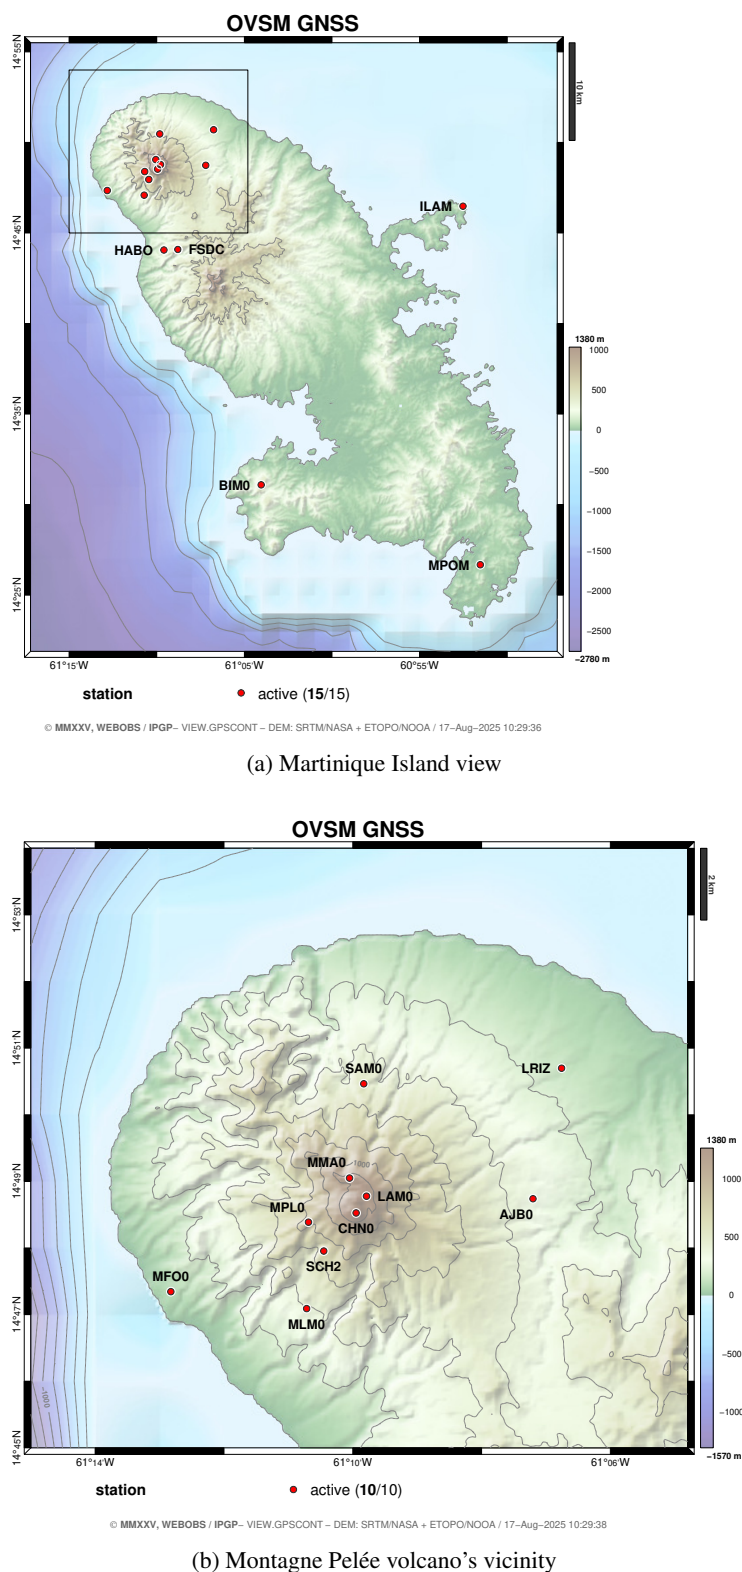 OVSM GNSS
14°55'N
10 km
ILAM
14°45'N
HABO
FSDC
1380 m
1000
500
14°35'N
0
−500
BIM0
−1000
−1500
MPOM
14°25'N
−2000
−2500
−2780 m
61°15'W
61°05'W
60°55'W
station
active (15/15)
© MMXXV, WEBOBS / IPGP− VIEW.GPSCONT − DEM: SRTM/NASA + ETOPO/NOOA / 17−Aug−2025 10:29:36
(a) Martinique Island view
OVSM GNSS
2 km
14°53'N
14°51'N
SAM0
LRIZ
1380 m
MMA0
1000
14°49'N
1000
LAM0
MPL0
AJB0
CHN0
500
SCH2
MFO0
0
14°47'N
MLM0
−500
−1000
−1000
14°45'N
−1570 m
61°14'W
61°10'W
61°06'W
station
active (10/10)
© MMXXV, WEBOBS / IPGP− VIEW.GPSCONT − DEM: SRTM/NASA + ETOPO/NOOA / 17−Aug−2025 10:29:38
(b) Montagne Pelée volcano's vicinity